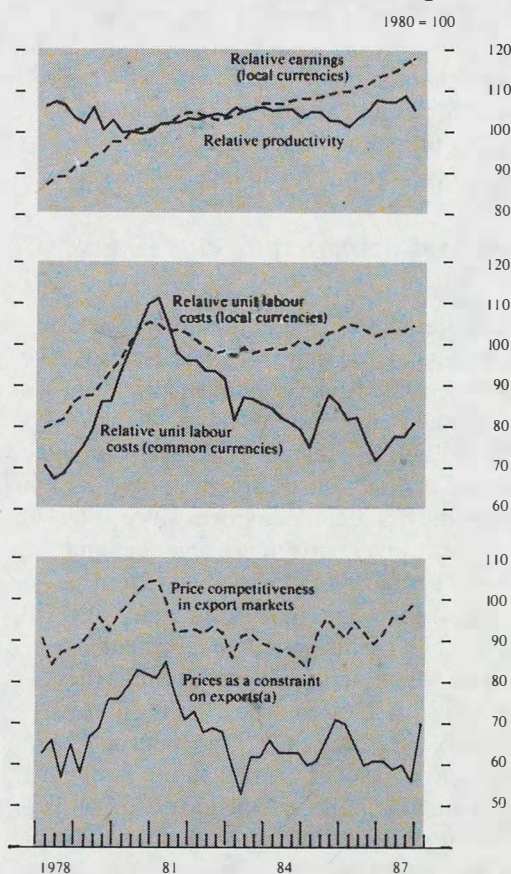 1980 = 100
Relative earnings
(local currencies)
Relative productivity
120
110
100
90
80
Relative unit labour
costs (local currencies)
Relative unit labour
costs (common currencies)
120
110
100
90
80
70
60
Price competitiveness
in export markets
Prices as a constraint
on exports(a)
110
100
90
80
70
60
50
1978 81 84 87